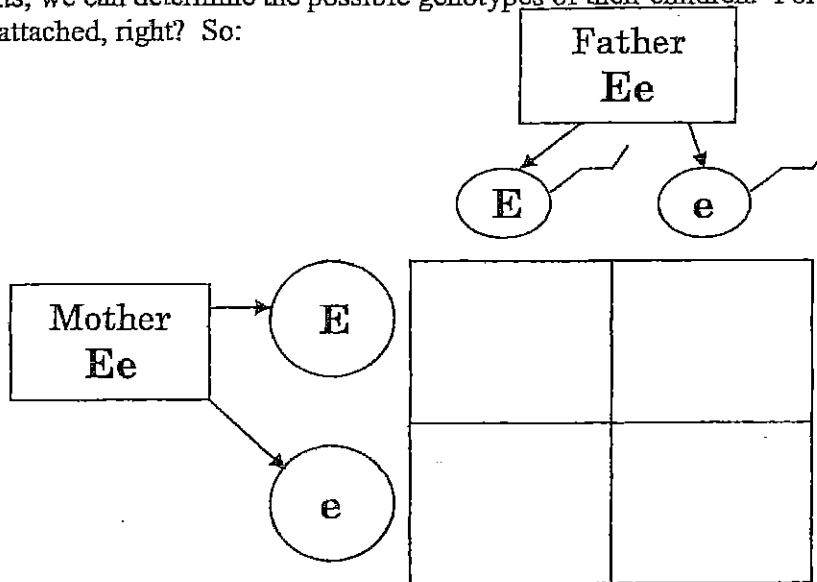 we can determine the possible genotypes of their children.
attached, right? So:
Father
Ee
E e
Mother
Ee
E
e